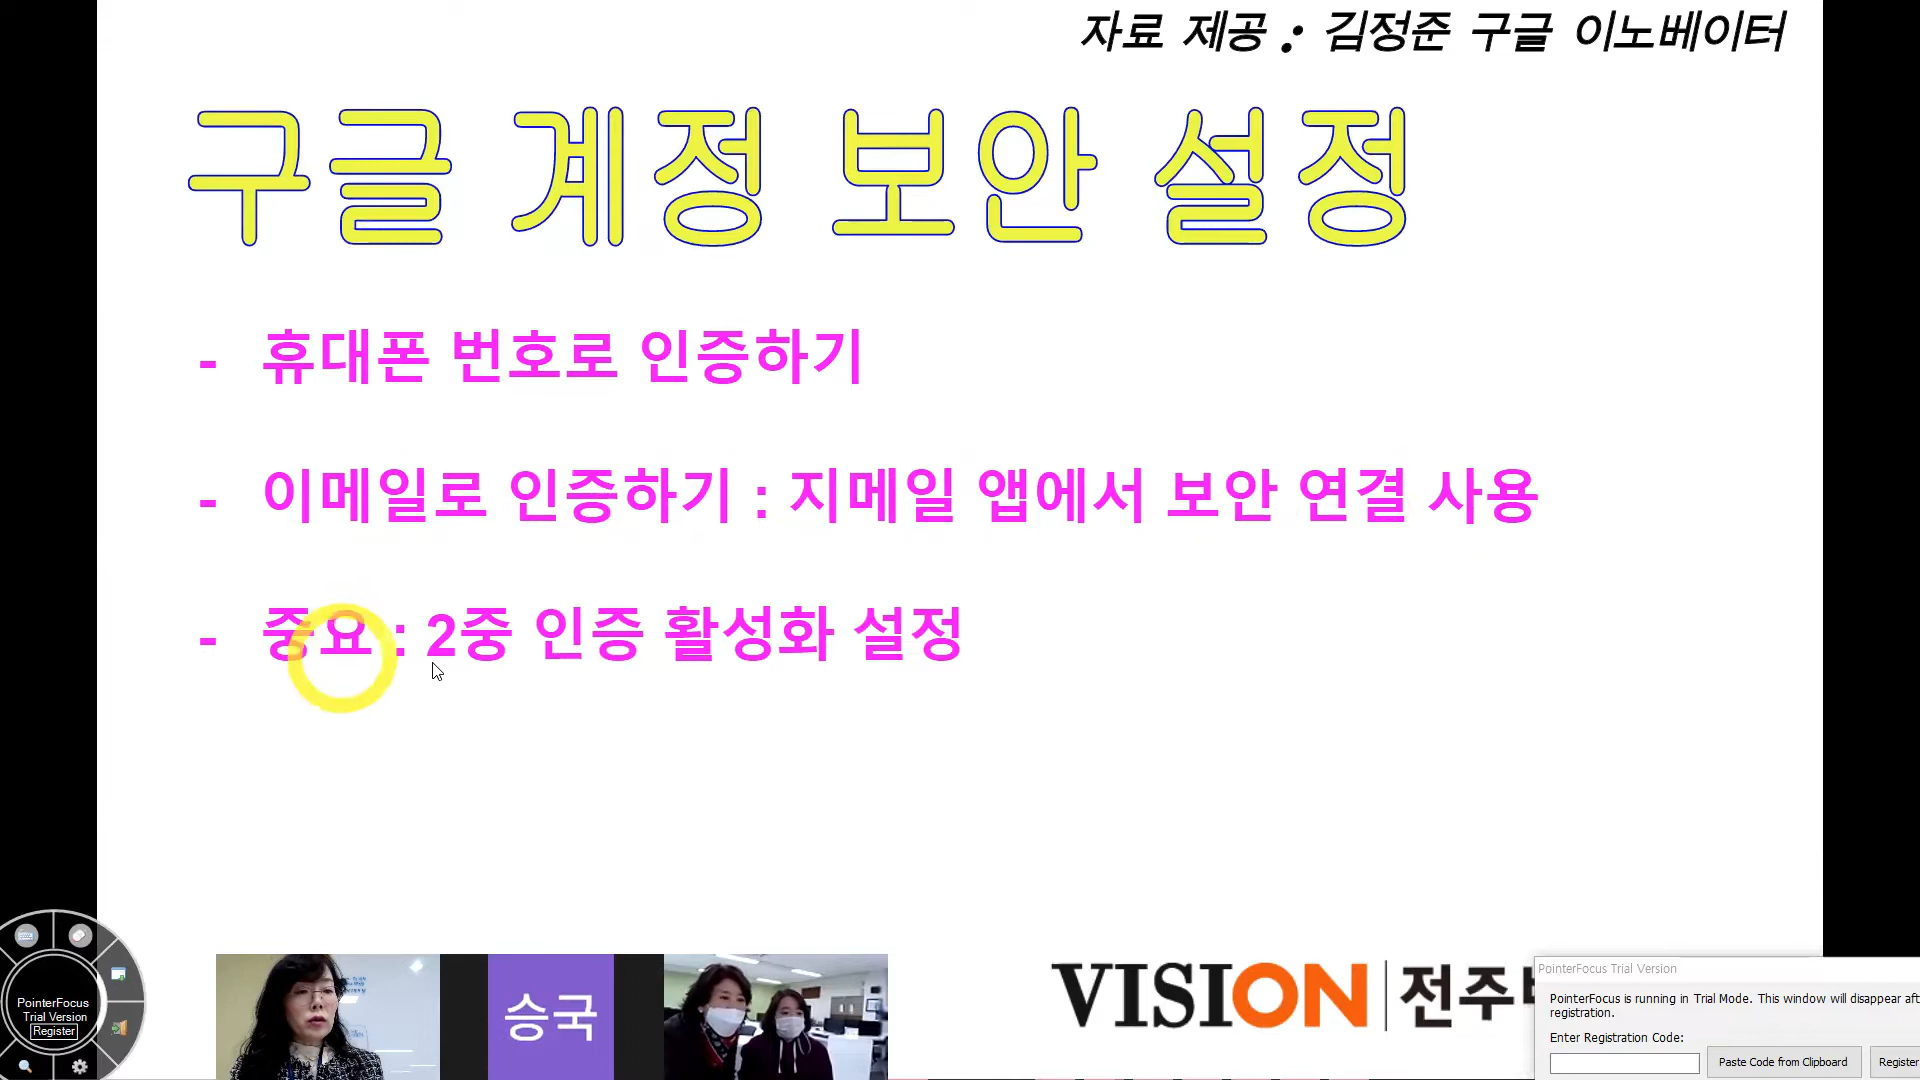 자료 제공 : 김정준 구글 이노베이터
구글 계정 보안 설정
- 휴대폰 번호로 인증하기
- 이메일로 인증하기 : 지메일 앱에서 보안 연결 사용
- 중요 : 2중 인증 활성화 설정
PointerFocus
Trial Version
Register
승국
VISION 전주
PointerFocus Trial Version
PointerFocus is running in Trial Mode. This window will disappear aft
registration.
Enter Registration Code:
Paste Code from Clipboard
Register